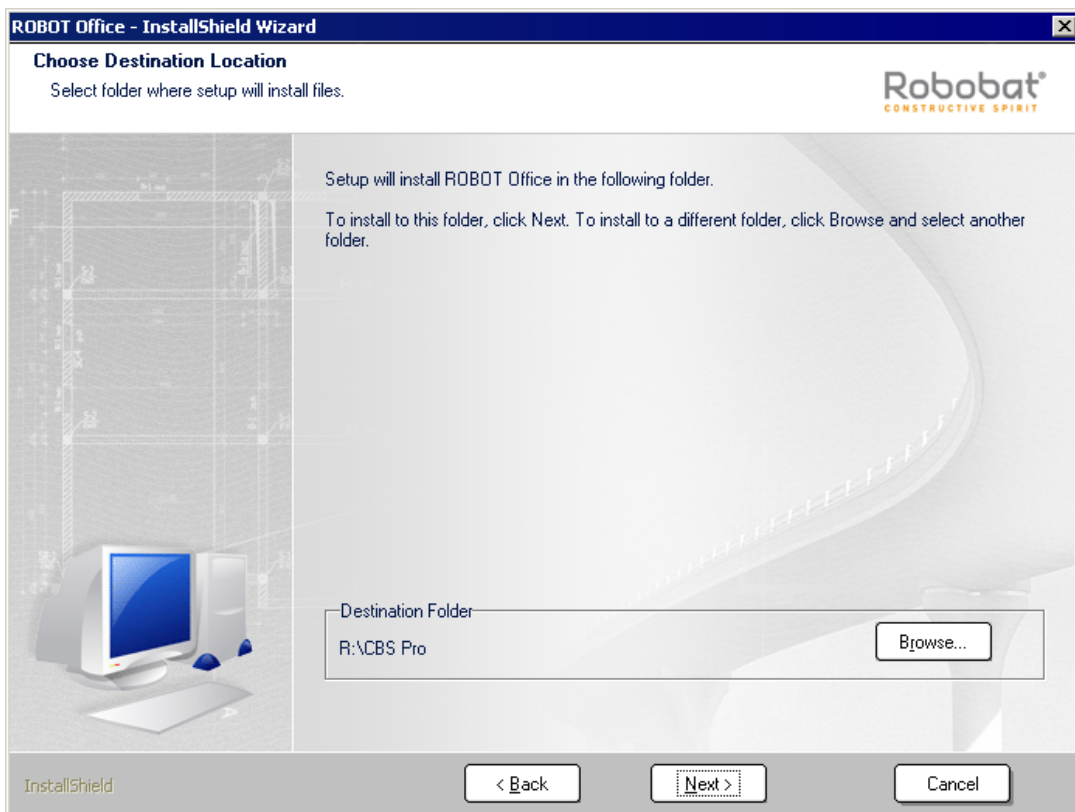 ROBOT Office - InstallShield Wizard
Choose Destination Location
Select folder where setup will install files.
Robobat®
CONSTRUCTIVE SPIRIT
Setup will install ROBOT Office in the following folder.
To install to this folder, click Next. To install to a different folder, click Browse and select another
folder.
Destination Folder
R:\CBS Pro
Browse...
InstallShield
< Back
Next >
Cancel